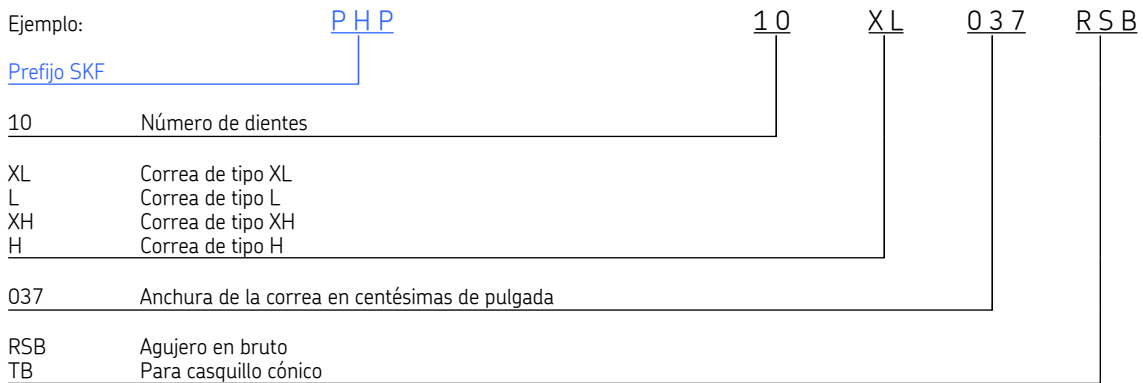 Ejemplo: PHP 10 XL 037 RSB
Prefijo SKF
10 Número de dientes
XL Correa de tipo XL
L Correa de tipo L
XH Correa de tipo XH
H Correa de tipo H
037 Anchura de la correa en centésimas de pulgada
RSB Agujero en bruto
TB Para casquillo cónico